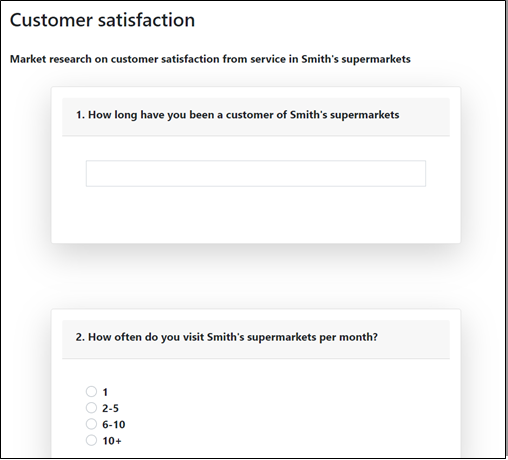 Customer satisfaction
Market research on customer satisfaction from service in Smith's supermarkets
1. How long have you been a customer of Smith's supermarkets
2. How often do you visit Smith's supermarkets per month?
1
2-5
6-10
10+